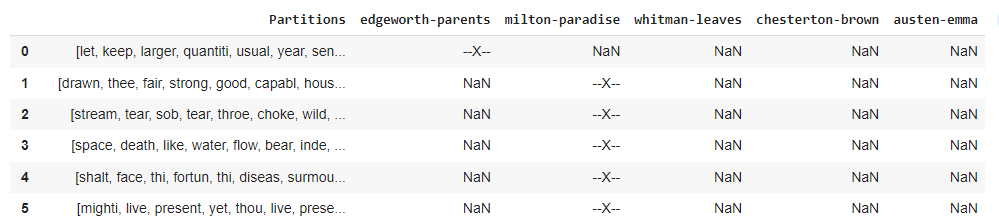 Partitions edgeworth-parents milton-paradise whitman-leaves chesterton-brown austen-emma
0 [let, keep, larger, quantiti, usual, year, sen... --X-- NaN NaN NaN NaN
1 [drawn, thee, fair, strong, good, capabl, hous... NaN --X-- NaN NaN NaN
2 [stream, tear, sob, tear, throe, choke, wild, ... NaN --X-- NaN NaN NaN
3 [space, death, like, water, flow, bear, inde, ... NaN --X-- NaN NaN NaN
4 [shalt, face, thi, fortun, thi, diseas, surmou... NaN --X-- NaN NaN NaN
5 [mighti, live, present, yet, thou, live, prese... NaN --X-- NaN NaN NaN